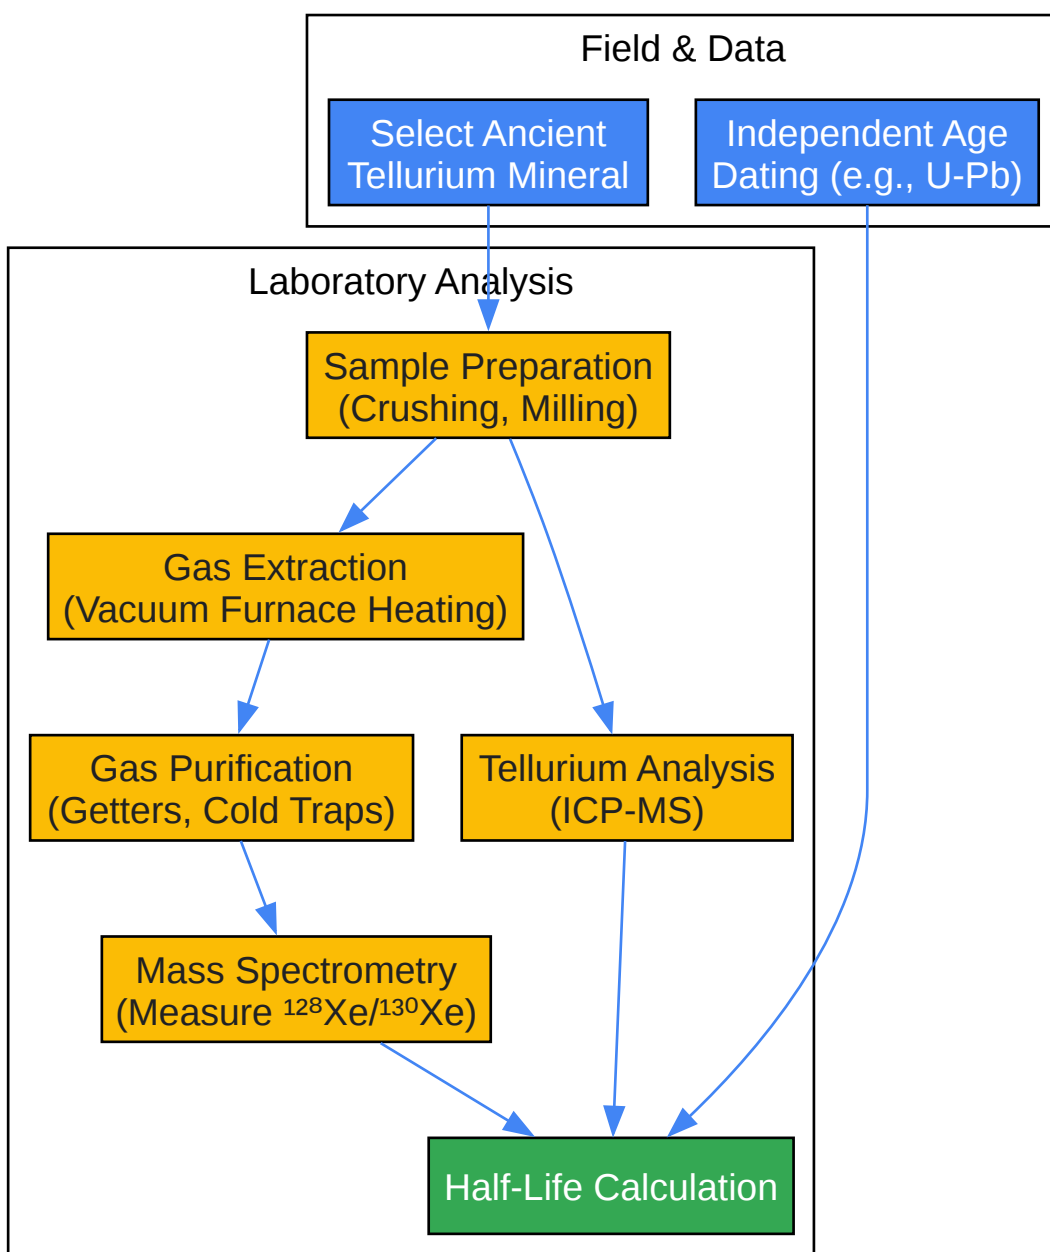 Field & Data
Select Ancient
Tellurium Mineral
Independent Age
Dating (e.g., U-Pb)
Laboratory Analysis
Sample Preparation
(Crushing, Milling)
Gas Extraction
(Vacuum Furnace Heating)
Gas Purification
(Getters, Cold Traps)
Tellurium Analysis
(ICP-MS)
Mass Spectrometry
(Measure ¹²⁸Xe/¹³⁰Xe)
Half-Life Calculation